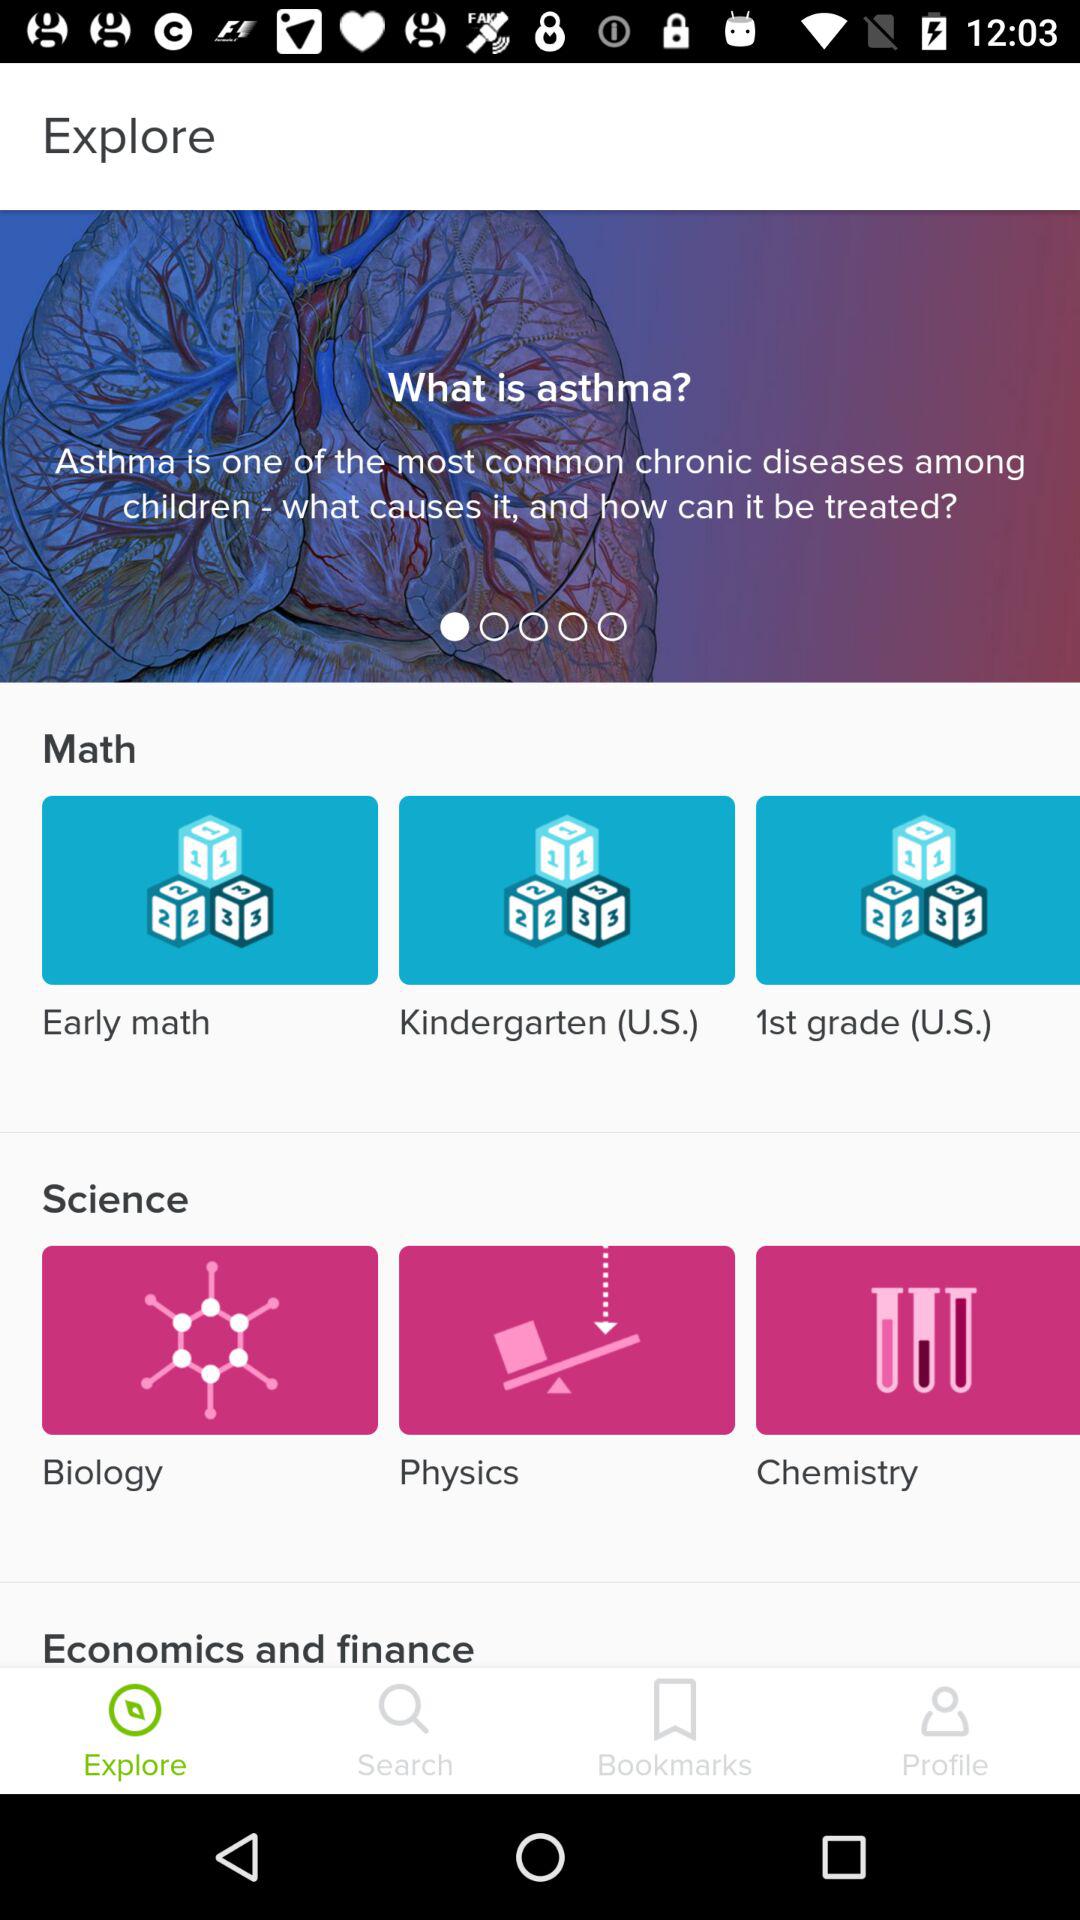 12:03
Explore
What is asthma?
Asthma is one of the most common chronic diseases among
children - what causes it, and how can it be treated?
Math
Early math
Kindergarten (U.S.)
1st grade (U.S.)
Science
Biology
Physics
Chemistry
Economics and finance
Explore
Search
Bookmarks
Profile